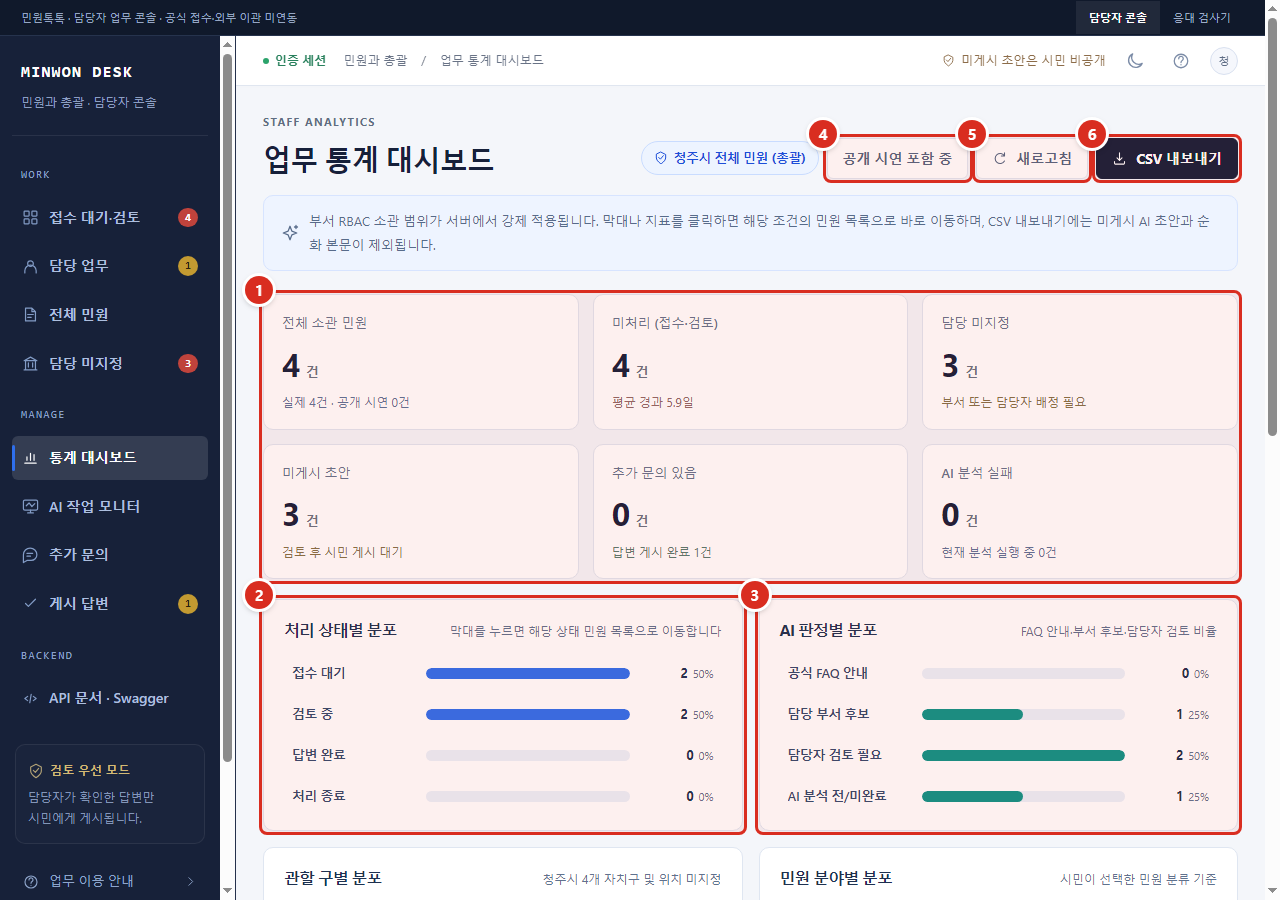 민원톡톡 · 담당자 업무 콘솔 · 공식 접수·외부 이관 미연동
담당자 콘솔
응대 검사기
MINWON DESK
민원과 총괄 · 담당자 콘솔
WORK
접수 대기·검토
4
담당 업무
1
전체 민원
담당 미지정
3
MANAGE
통계 대시보드
AI 작업 모니터
추가 문의
게시 답변
1
BACKEND
API 문서 · Swagger
검토 우선 모드
담당자가 확인한 답변만
시민에게 게시됩니다.
업무 이용 안내
인증 세션
민원과 총괄 / 업무 통계 대시보드
미게시 초안은 시민 비공개
청
STAFF ANALYTICS
업무 통계 대시보드
청주시 전체 민원 (총괄)
4
공개 시연 포함 중
5
새로고침
6
CSV 내보내기
부서 RBAC 소관 범위가 서버에서 강제 적용됩니다. 막대나 지표를 클릭하면 해당 조건의 민원 목록으로 바로 이동하며, CSV 내보내기에는 미게시 AI 초안과 순
화 본문이 제외됩니다.
1
전체 소관 민원
4 건
실제 4건 · 공개 시연 0건
미처리 (접수·검토)
4 건
평균 경과 5.9일
담당 미지정
3 건
부서 또는 담당자 배정 필요
미게시 초안
3 건
검토 후 시민 게시 대기
추가 문의 있음
0 건
답변 게시 완료 1건
AI 분석 실패
0 건
현재 분석 실행 중 0건
2
처리 상태별 분포
막대를 누르면 해당 상태 민원 목록으로 이동합니다
접수 대기
2 50%
검토 중
2 50%
답변 완료
0 0%
처리 종료
0 0%
3
AI 판정별 분포
FAQ 안내·부서 후보·담당자 검토 비율
공식 FAQ 안내
0 0%
담당 부서 후보
1 25%
담당자 검토 필요
2 50%
AI 분석 전/미완료
1 25%
관할 구별 분포
청주시 4개 자치구 및 위치 미지정
민원 분야별 분포
시민이 선택한 민원 분류 기준